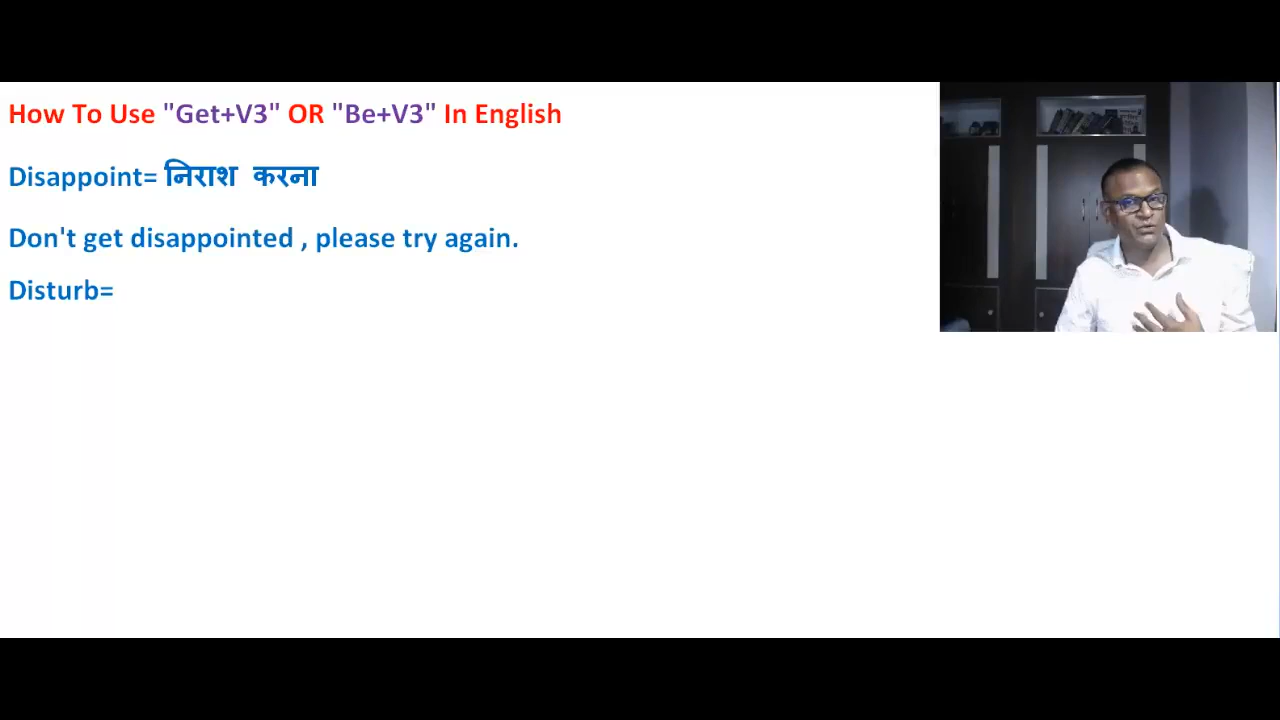 How To Use "Get+V3" OR "Be+V3" In English
Disappoint= निराश करना
Don't get disappointed , please try again.
Disturb=